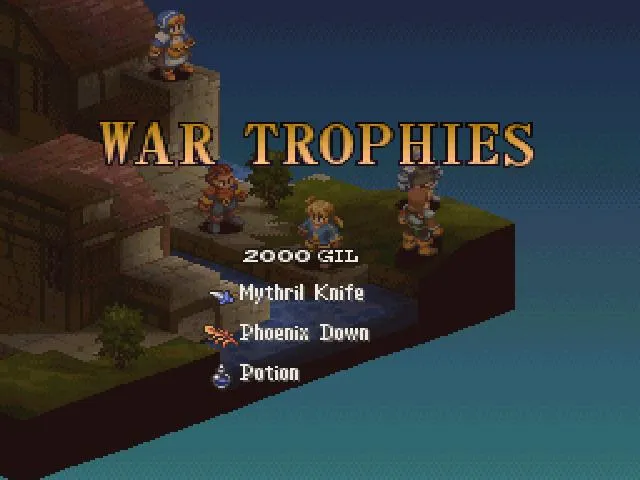 WAR TROPHIES
2000 GIL
Mythril Knife
Phoenix Down
Potion